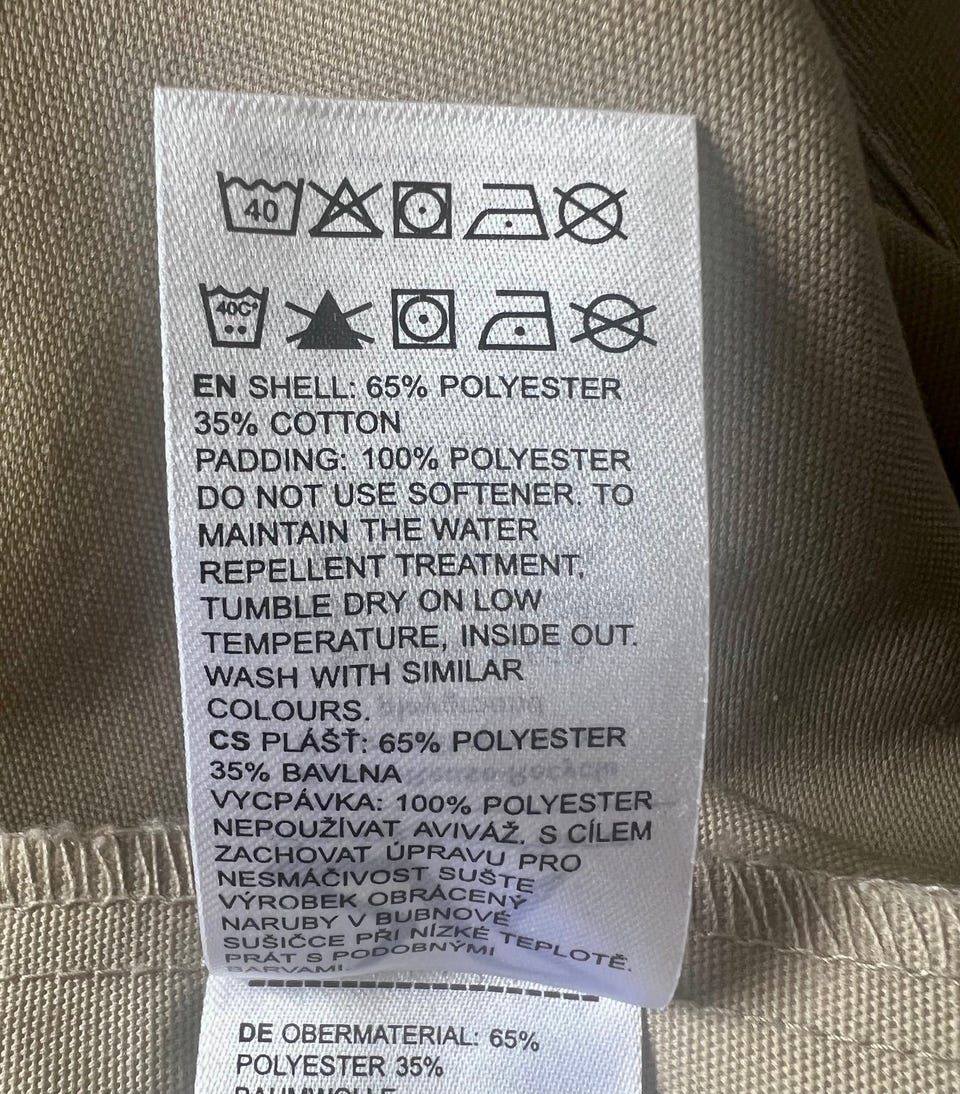 40
40C
EN SHELL: 65% POLYESTER
35% COTTON
PADDING: 100% POLYESTER
DO NOT USE SOFTENER. TO
MAINTAIN THE WATER
REPELLENT TREATMENT,
TUMBLE DRY ON LOW
TEMPERATURE, INSIDE OUT.
WASH WITH SIMILAR
COLOURS.
CS PLÁŠŤ: 65% POLYESTER
35% BAVLNA
VYCPÁVKA: 100% POLYESTER
NEPOUŽÍVAT AVIVÁŽ. S CÍLEM
ZACHOVAT ÚPRAVU PRO
NESMÁČIVOST SUŠTE
VÝROBEK OBRÁCENÝ
NARUBY V BUBNOVÉ
SUŠIČCE PŘI NÍZKÉ TEPLOTĚ.
PRÁT S PODOBNÝMI
BARVAMI.
DE OBERMATERIAL: 65%
POLYESTER 35%
BAUMWOLLE